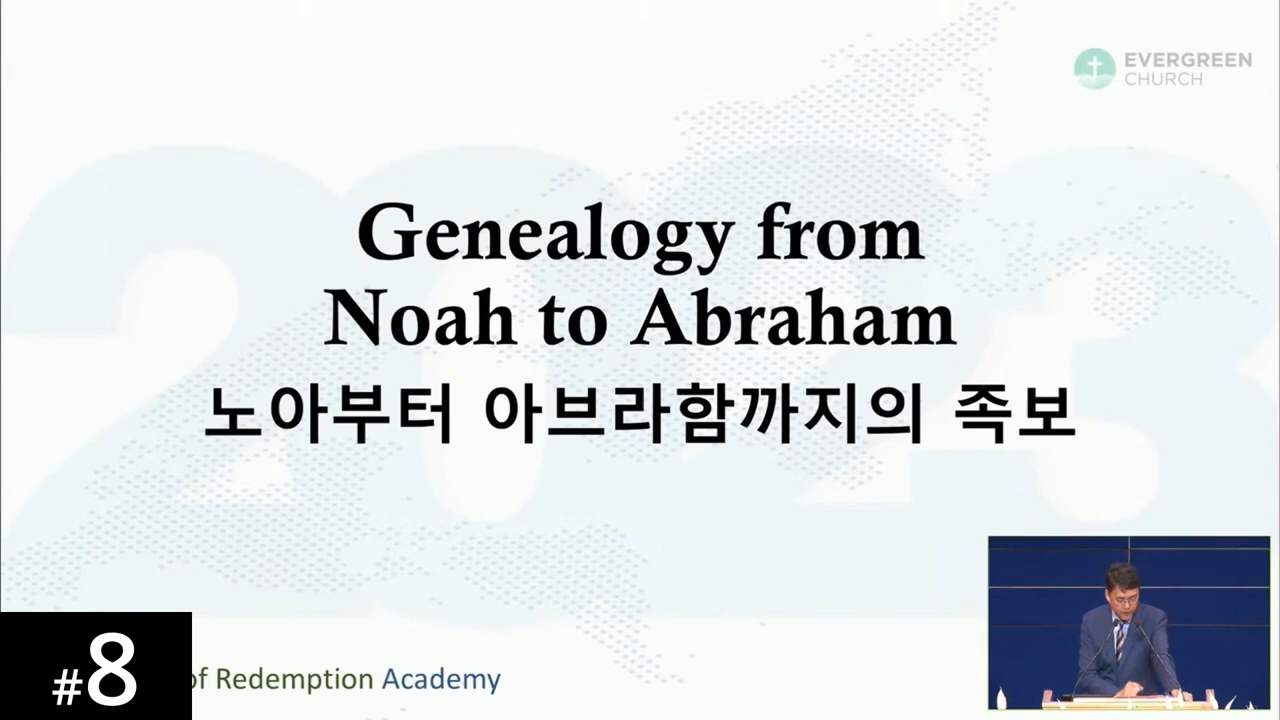 EVERGREEN
CHURCH
Genealogy from
Noah to Abraham
노아부터 아브라함까지의 족보
#8
of Redemption Academy
2023